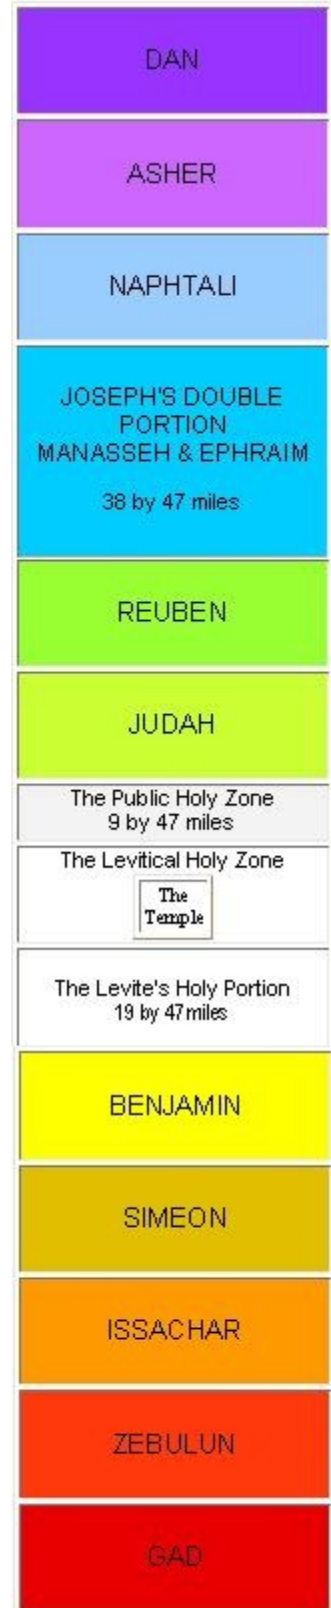 DAN
ASHER
NAPHTALI
JOSEPH'S DOUBLE
PORTION
MANASSEH & EPHRAIM
38 by 47 miles
REUBEN
JUDAH
The Public Holy Zone
9 by 47 miles
The Levitical Holy Zone
The
Temple
The Levite's Holy Portion
19 by 47miles
BENJAMIN
SIMEON
ISSACHAR
ZEBULUN
GAD